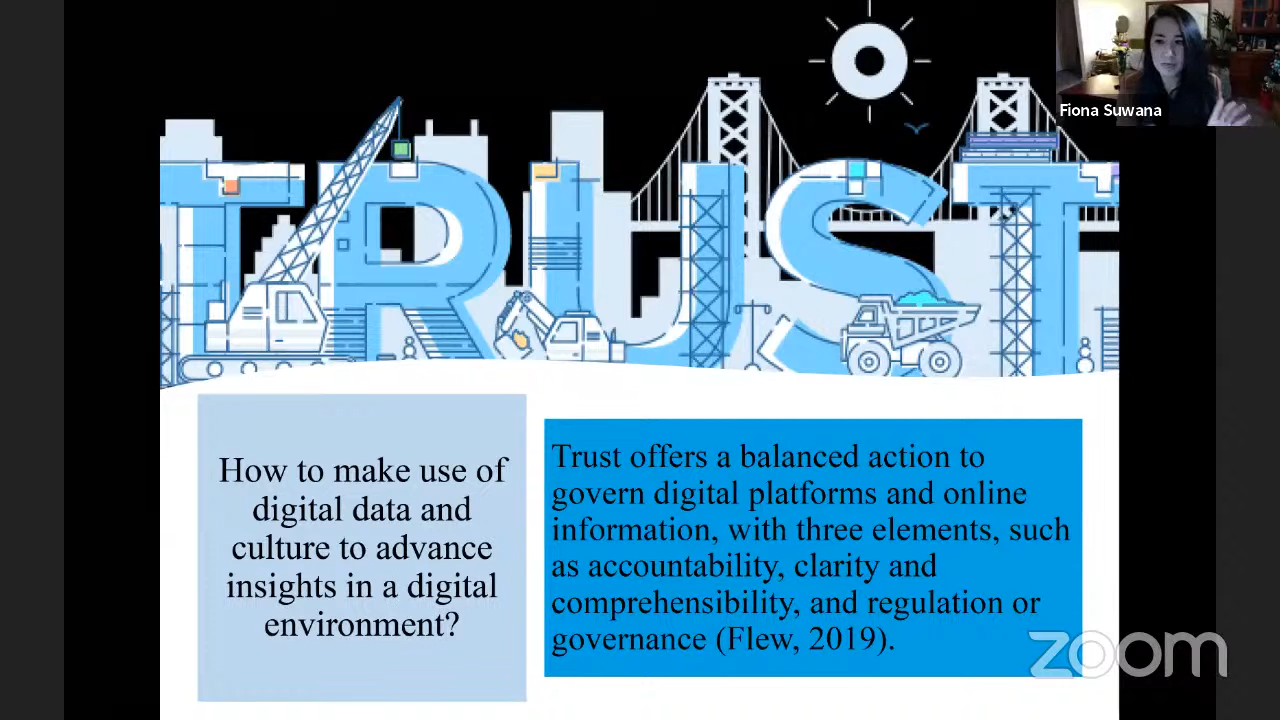 Fiona Suwana
TRUST
How to make use of
digital data and
culture to advance
insights in a digital
environment?
Trust offers a balanced action to
govern digital platforms and online
information, with three elements, such
as accountability, clarity and
comprehensibility, and regulation or
governance (Flew, 2019).
zoom